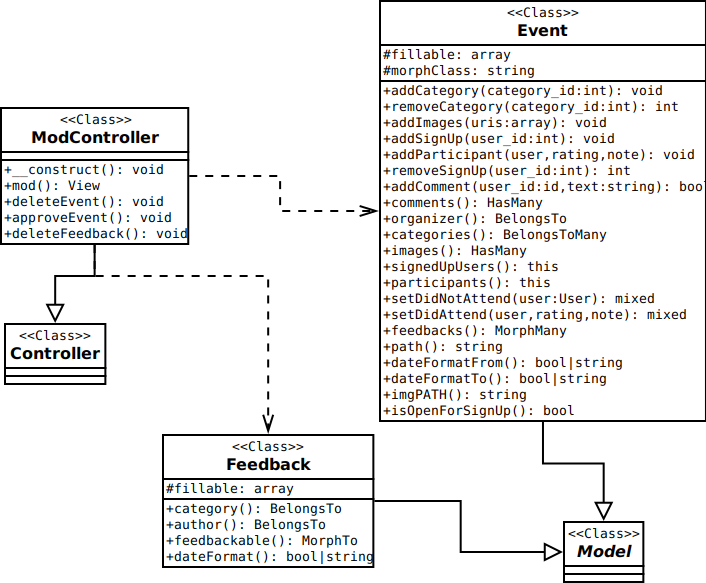 <<Class>>
Event
#fillable: array
#morphClass: string
+addCategory(category_id:int): void
+removeCategory(category_id:int): int
+addImages(uris:array): void
+addSignUp(user_id:int): void
+addParticipant(user,rating,note): void
+removeSignUp(user_id:int): int
+addComment(user_id:id,text:string): bool
+comments(): HasMany
+organizer(): BelongsTo
+categories(): BelongsToMany
+images(): HasMany
+signedUpUsers(): this
+participants(): this
+setDidNotAttend(user:User): mixed
+setDidAttend(user,rating,note): mixed
+feedbacks(): MorphMany
+path(): string
+dateFormatFrom(): bool|string
+dateFormatTo(): bool|string
+imgPATH(): string
+isOpenForSignUp(): bool
<<Class>>
ModController
+__construct(): void
+mod(): View
+deleteEvent(): void
+approveEvent(): void
+deleteFeedback(): void
<<Class>>
Controller
<<Class>>
Feedback
#fillable: array
+category(): BelongsTo
+author(): BelongsTo
+feedbackable(): MorphTo
+dateFormat(): bool|string
<<Class>>
Model